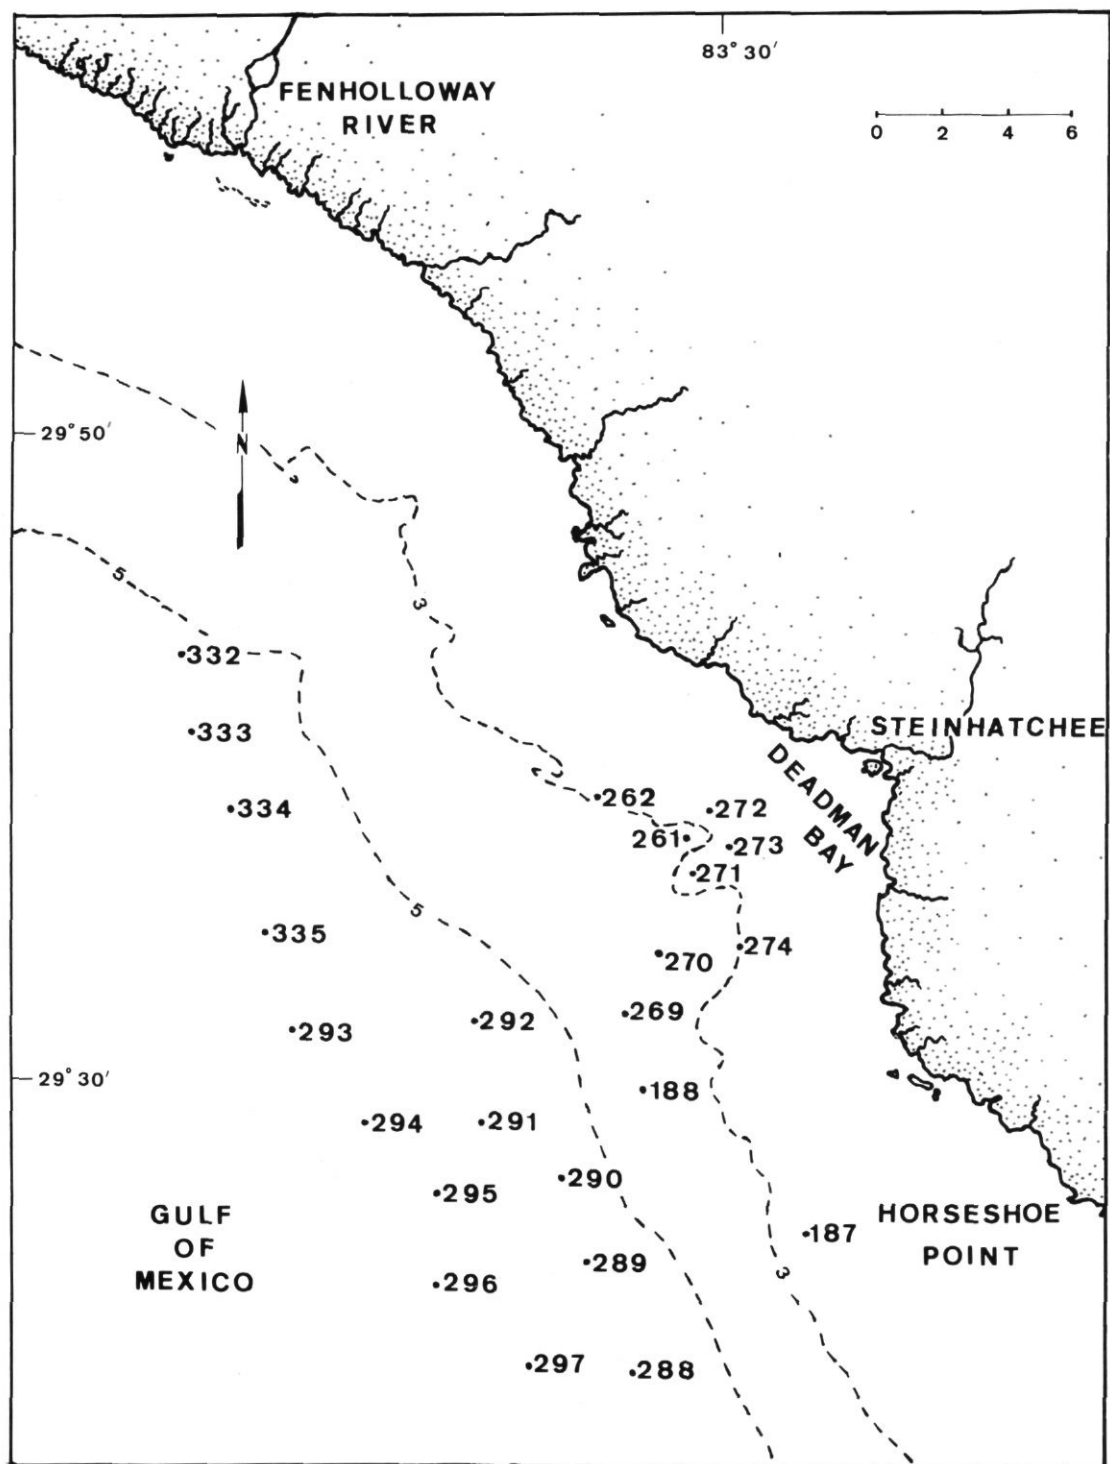 83° 30′
FENHOLLOWAY
RIVER
0 2 4 6
29° 50′
N
3
5
3
332
333
STEINHATCHEE
DEADMAN
BAY
262
272
334
261
273
271
5
335
274
270
269
292
293
29° 30′
188
294
291
290
295
GULF
OF
MEXICO
HORSESHOE
POINT
187
289
3
296
297
288